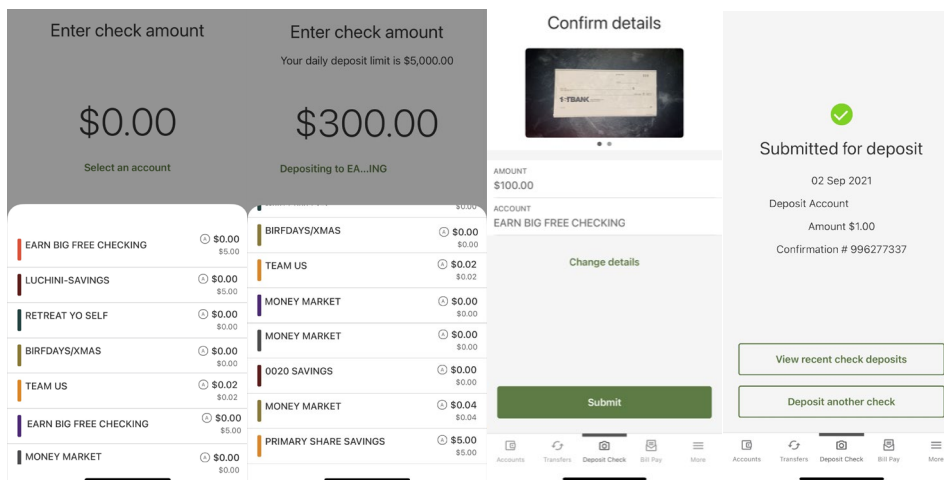 Enter check amount
$0.00
Select an account
EARN BIG FREE CHECKING
$0.00
$5.00
LUCHINI-SAVINGS
$0.00
$5.00
RETREAT YO SELF
$0.00
$0.00
BIRFDAYS/XMAS
$0.00
$0.00
TEAM US
$0.02
$0.02
EARN BIG FREE CHECKING
$0.00
$5.00
MONEY MARKET
$0.00
$0.00
Enter check amount
Your daily deposit limit is $5,000.00
$300.00
Depositing to EA...ING
$0.00
BIRFDAYS/XMAS
$0.00
$0.00
TEAM US
$0.02
$0.02
MONEY MARKET
$0.00
$0.00
MONEY MARKET
$0.00
$0.00
0020 SAVINGS
$0.00
$0.00
MONEY MARKET
$0.04
$0.04
PRIMARY SHARE SAVINGS
$5.00
$5.00
Confirm details
AMOUNT
$100.00
ACCOUNT
EARN BIG FREE CHECKING
Change details
Submit
Accounts
Transfers
Deposit Check
Bill Pay
More
Submitted for deposit
02 Sep 2021
Deposit Account
Amount $1.00
Confirmation # 996277337
View recent check deposits
Deposit another check
Accounts
Transfers
Deposit Check
Bill Pay
More